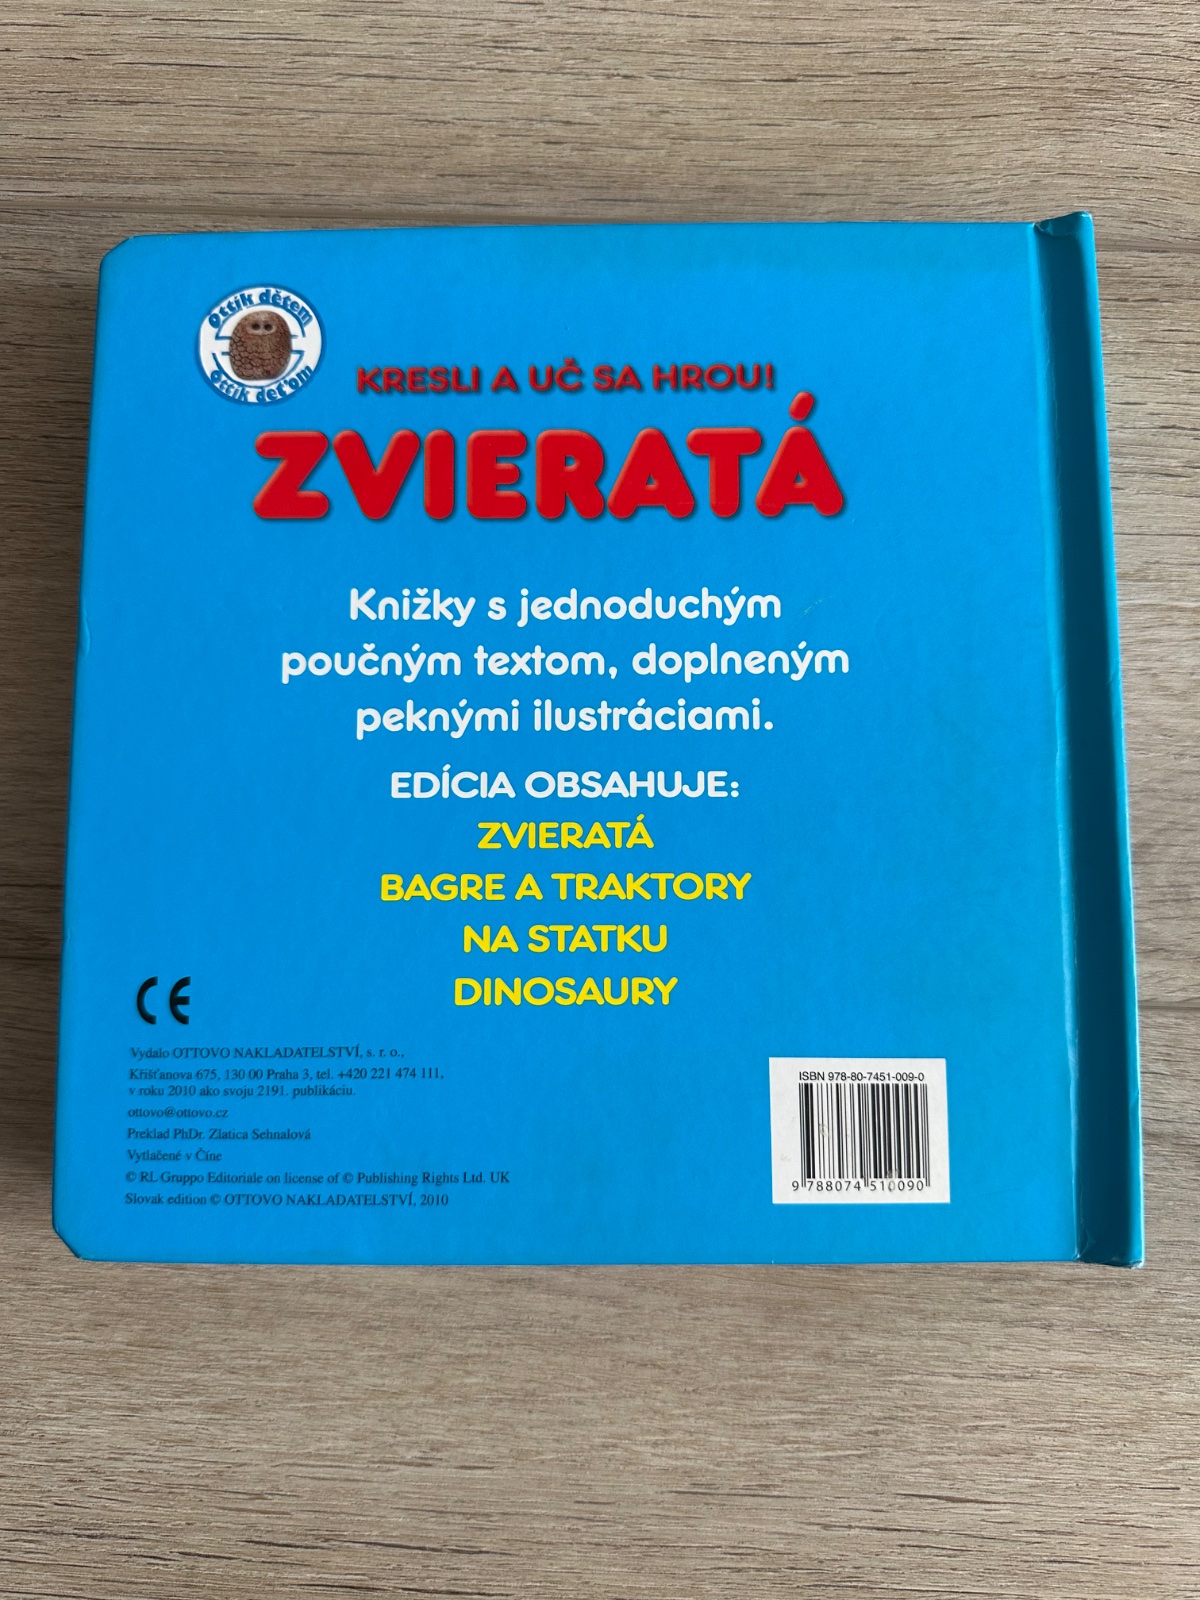 Ottík dětem
Ottík deťom
KRESLI A UČ SA HROU!
ZVIERATÁ
Knižky s jednoduchým
poučným textom, doplneným
peknými ilustráciami.
EDÍCIA OBSAHUJE:
ZVIERATÁ
BAGRE A TRAKTORY
NA STATKU
DINOSAURY
CE
Vydalo OTTOVO NAKLADATELSTVÍ, s. r. o.,
Křišťanova 675, 130 00 Praha 3, tel. +420 221 474 111,
v roku 2010 ako svoju 2191. publikáciu.
ottovo@ottovo.cz
Preklad PhDr. Zlatica Sehnalová
Vytlačené v Číne
© RL Gruppo Editoriale on license of © Publishing Rights Ltd. UK
Slovak edition © OTTOVO NAKLADATELSTVÍ, 2010
ISBN 978-80-7451-009-0
9 788074 510090